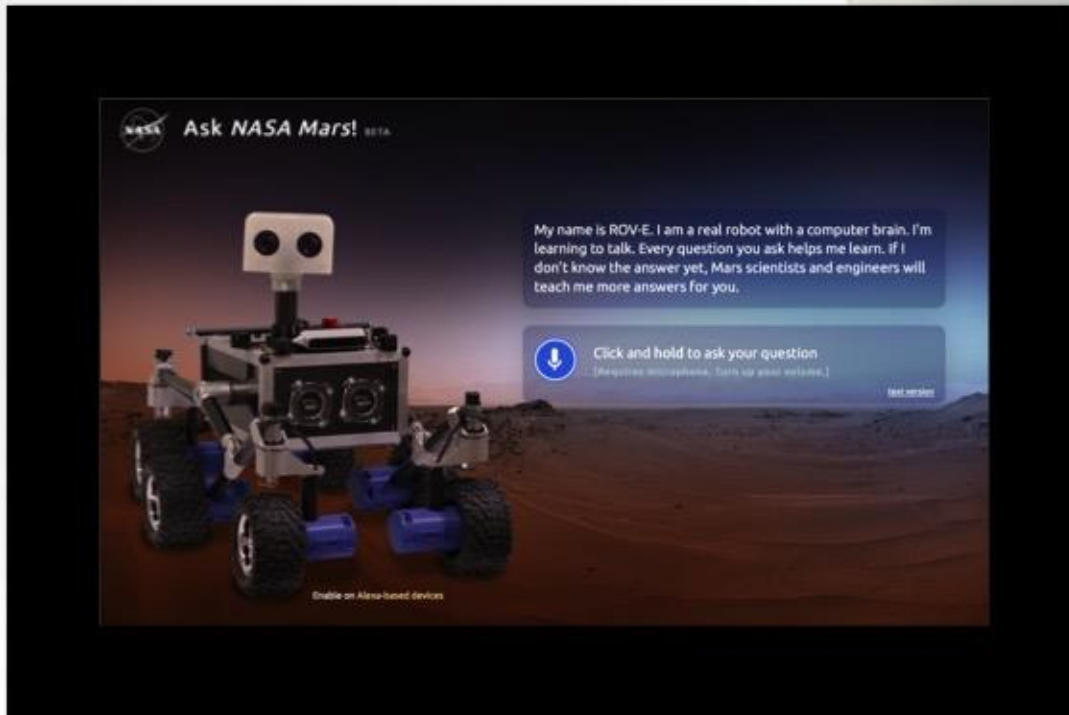 NASA
Ask NASA Mars! BETA
My name is ROV-E. I am a real robot with a computer brain. I'm
learning to talk. Every question you ask helps me learn. If I
don't know the answer yet, Mars scientists and engineers will
teach me more answers for you.
Click and hold to ask your question
[Requires microphone. Turn up your volume.]
text version
Enable on Alexa-based devices